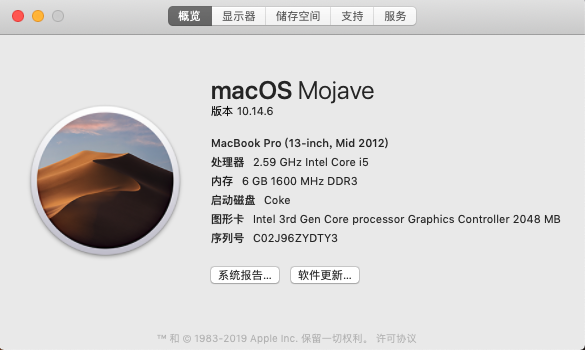 概览 显示器 储存空间 支持 服务
macOS Mojave
版本 10.14.6
MacBook Pro (13-inch, Mid 2012)
处理器 2.59 GHz Intel Core i5
内存 6 GB 1600 MHz DDR3
启动磁盘 Coke
图形卡 Intel 3rd Gen Core processor Graphics Controller 2048 MB
序列号 C02J96ZYDTY3
系统报告... 软件更新...
™ 和 © 1983-2019 Apple Inc. 保留一切权利。 许可协议